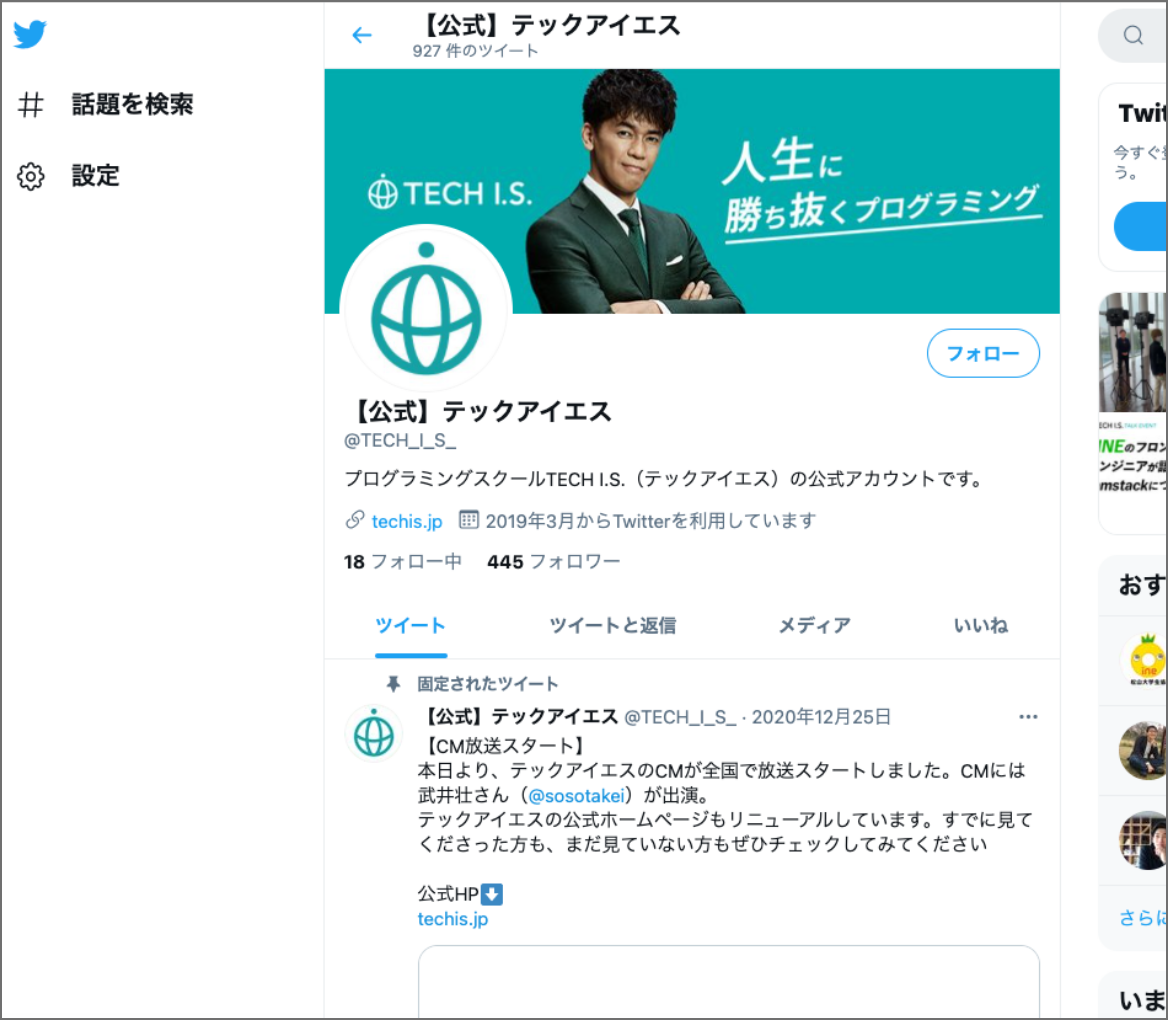 話題を検索
設定
【公式】テックアイエス
927 件のツイート
TECH I.S.
人生に
勝ち抜くプログラミング
フォロー
【公式】テックアイエス
@TECH_I_S_
プログラミングスクールTECH I.S.（テックアイエス）の公式アカウントです。
techis.jp 2019年3月からTwitterを利用しています
18 フォロー中 445 フォロワー
ツイート ツイートと返信 メディア いいね
固定されたツイート
【公式】テックアイエス @TECH_I_S_ · 2020年12月25日
【CM放送スタート】
本日より、テックアイエスのCMが全国で放送スタートしました。CMには
武井壮さん（@sosotakei）が出演。
テックアイエスの公式ホームページもリニューアルしています。すでに見て
くださった方も、まだ見ていない方もぜひチェックしてみてください
公式HP⬇
techis.jp
Twit
今すぐ
う。
TECH I.S. TALK EVENT
INEのフロン
ンジニアが語
mstackにつ
おす
ine
松山大学生協
さらに
いま